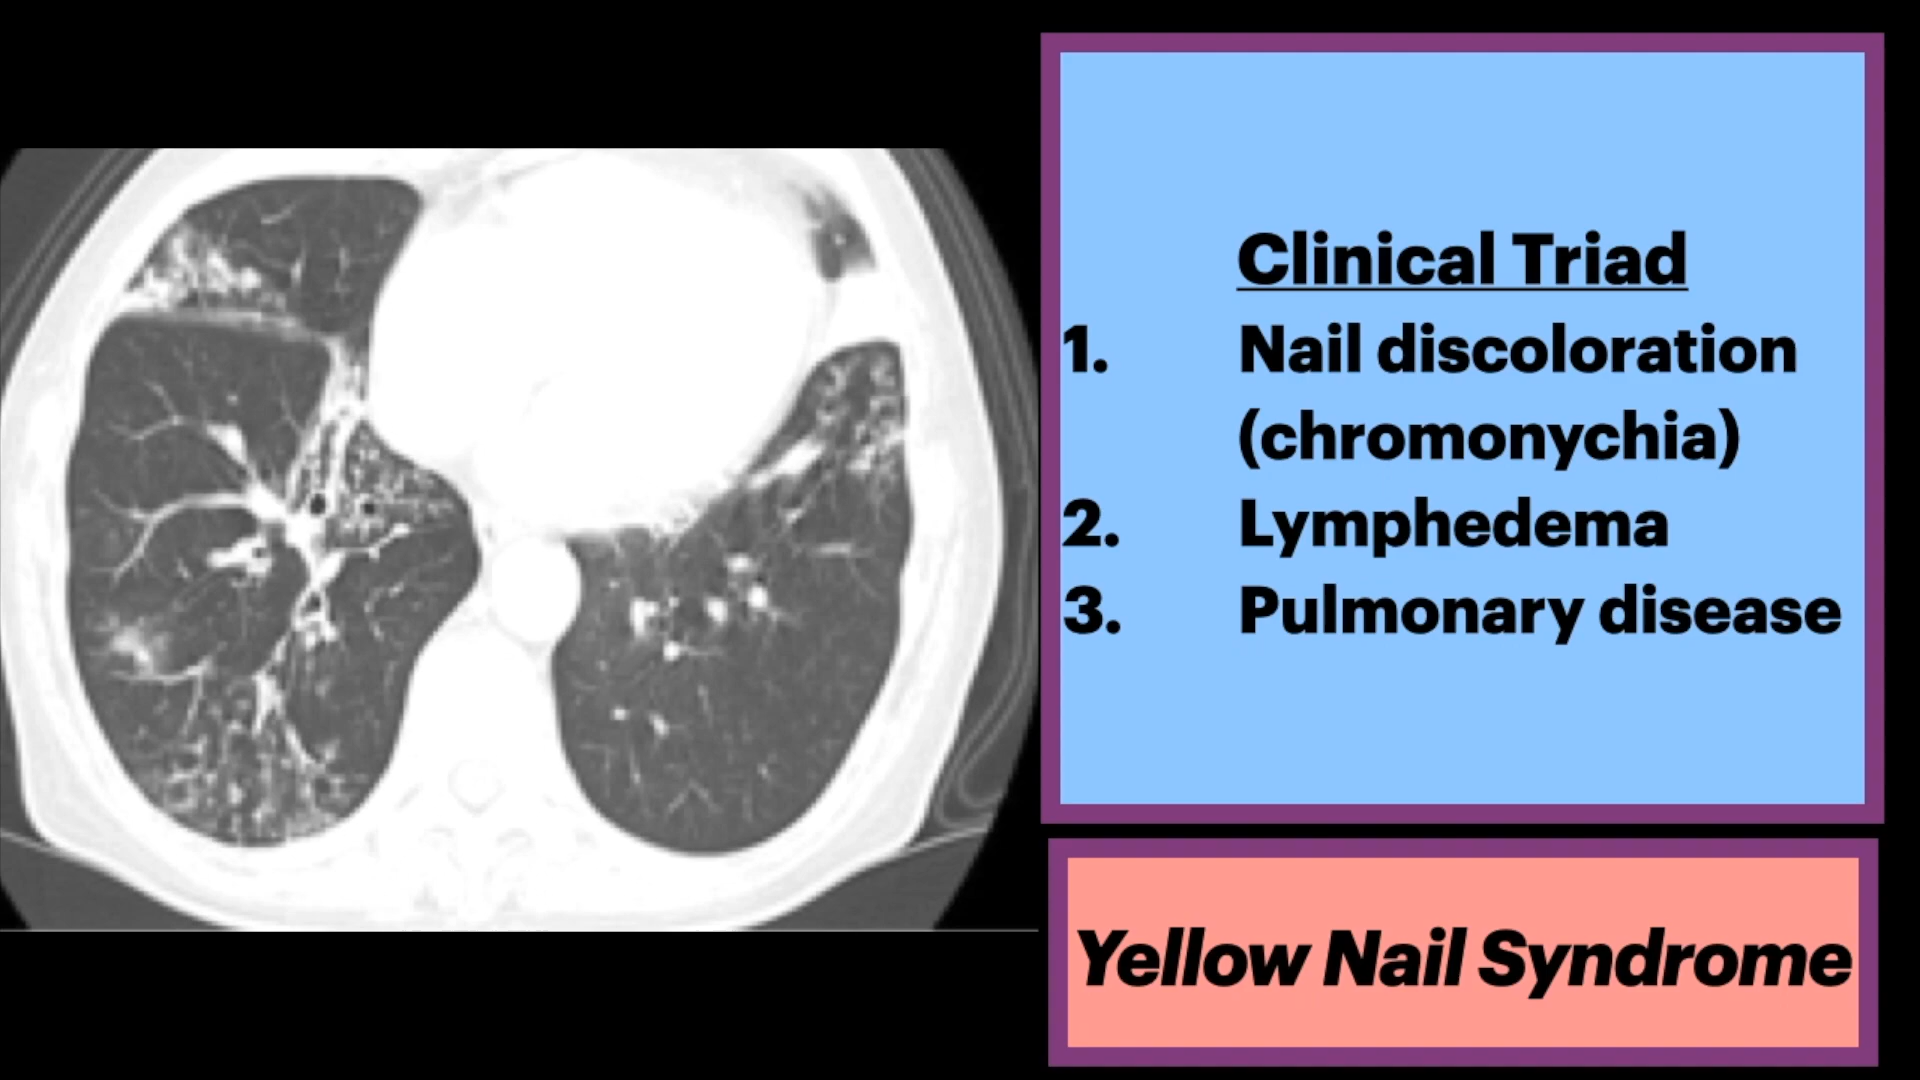 Clinical Triad
1. Nail discoloration
(chromonychia)
2. Lymphedema
3. Pulmonary disease
Yellow Nail Syndrome